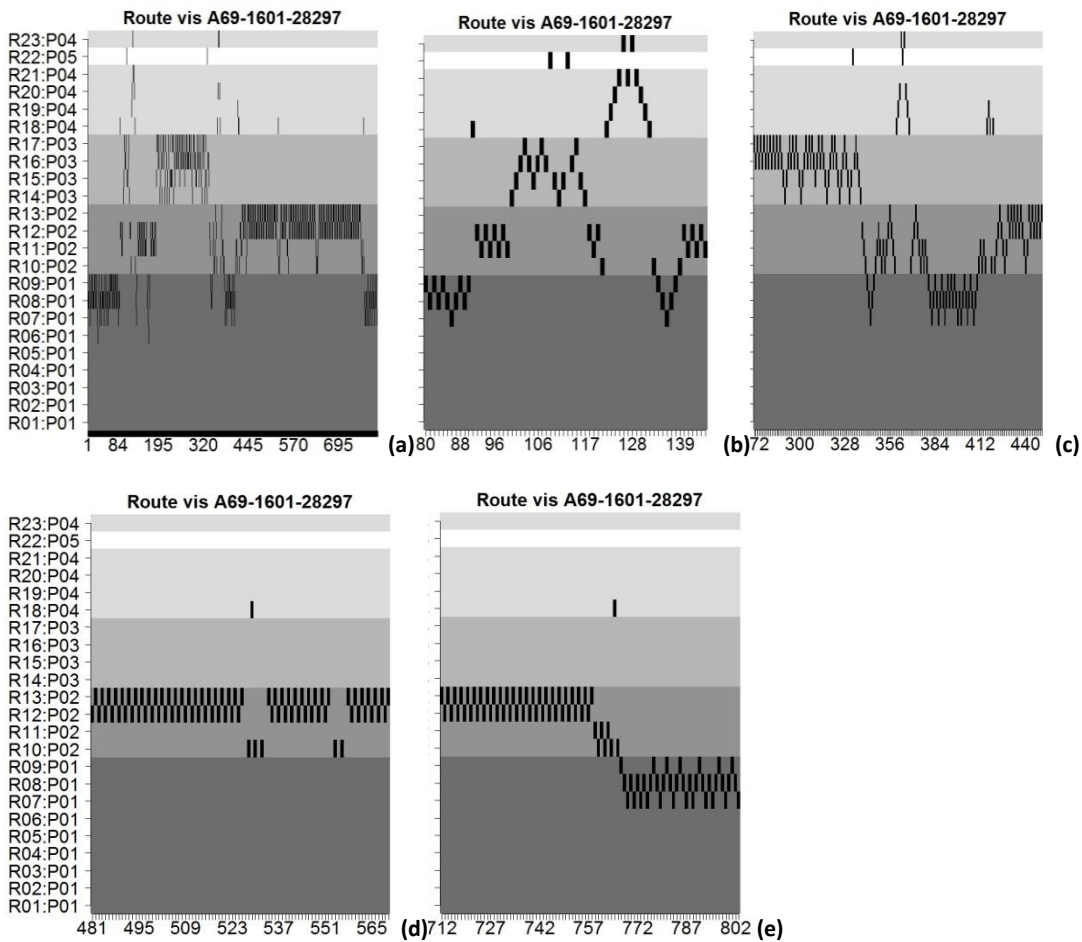 Route vis A69-1601-28297
R23:P04
R22:P05
R21:P04
R20:P04
R19:P04
R18:P04
R17:P03
R16:P03
R15:P03
R14:P03
R13:P02
R12:P02
R11:P02
R10:P02
R09:P01
R08:P01
R07:P01
R06:P01
R05:P01
R04:P01
R03:P01
R02:P01
R01:P01
1 84 195 320 445 570 695
(a)
Route vis A69-1601-28297
80 88 96 106 117 128 139
(b)
Route vis A69-1601-28297
72 300 328 356 384 412 440
(c)
Route vis A69-1601-28297
R23:P04
R22:P05
R21:P04
R20:P04
R19:P04
R18:P04
R17:P03
R16:P03
R15:P03
R14:P03
R13:P02
R12:P02
R11:P02
R10:P02
R09:P01
R08:P01
R07:P01
R06:P01
R05:P01
R04:P01
R03:P01
R02:P01
R01:P01
481 495 509 523 537 551 565
(d)
Route vis A69-1601-28297
712 727 742 757 772 787 802
(e)